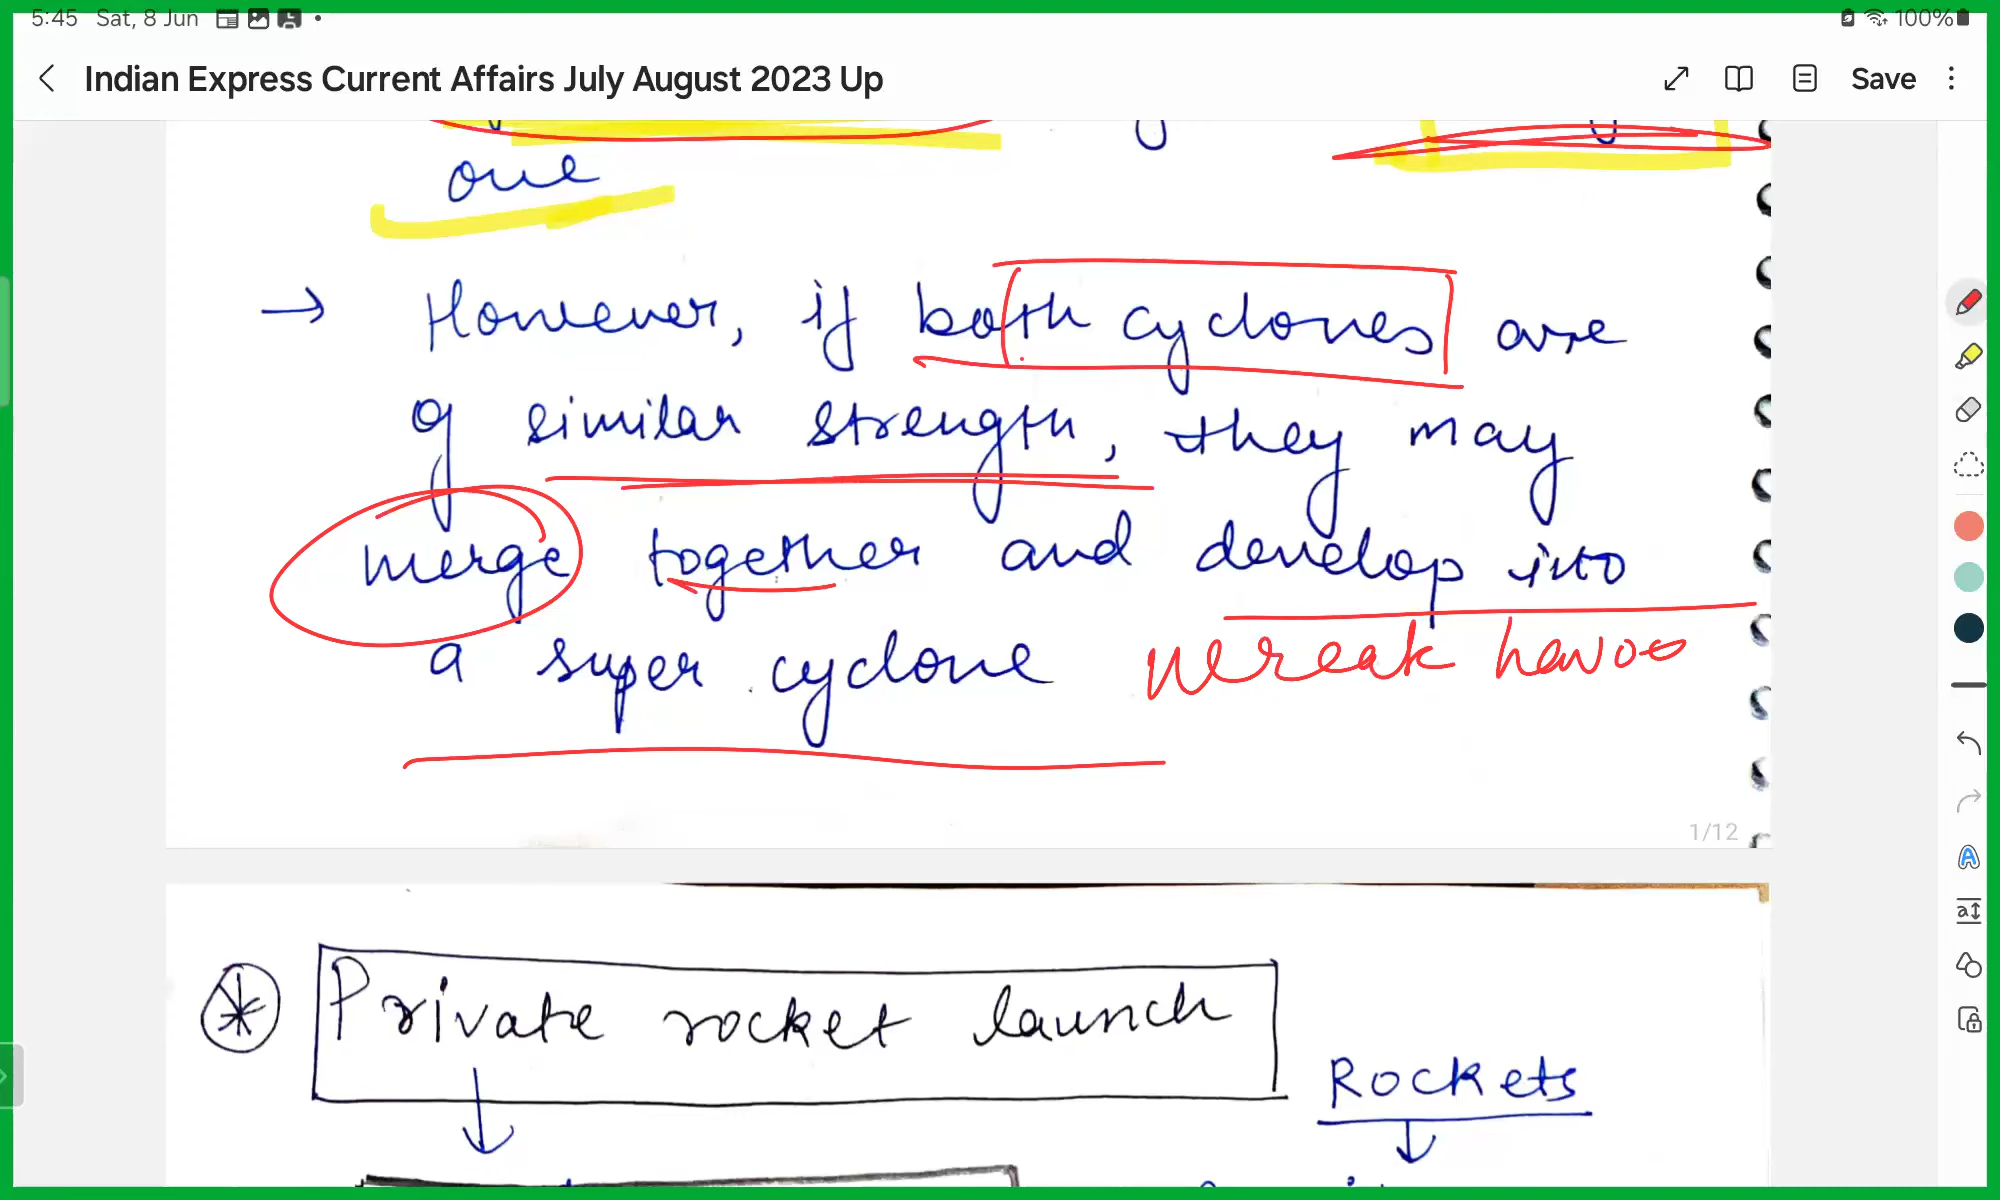 5:45 Sat, 8 Jun
100%
Indian Express Current Affairs July August 2023 Up
Save
one
→ However, if both cyclones are
of similar strength, they may
merge together and develop into
a super cyclone wreak havoc
1/12
Private rocket launch
Rockets